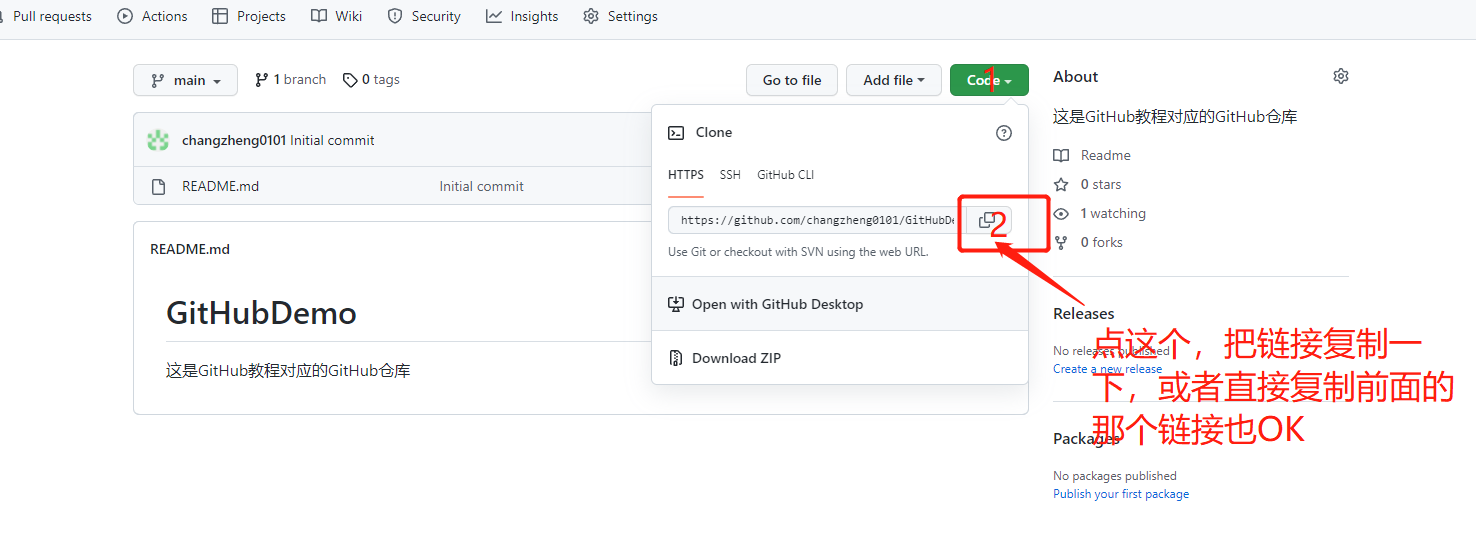 Pull requests
Actions
Projects
Wiki
Security
Insights
Settings
main
1 branch
0 tags
Go to file
Add file
Code
1
changzheng0101 Initial commit
README.md
Initial commit
README.md
GitHubDemo
这是GitHub教程对应的GitHub仓库
Clone
HTTPS
SSH
GitHub CLI
https://github.com/changzheng0101/GitHubDe
2
Use Git or checkout with SVN using the web URL.
Open with GitHub Desktop
Download ZIP
About
这是GitHub教程对应的GitHub仓库
Readme
0 stars
1 watching
0 forks
Releases
No releases published
Create a new release
Packages
No packages published
Publish your first package
点这个，把链接复制一
下，或者直接复制前面的
那个链接也OK